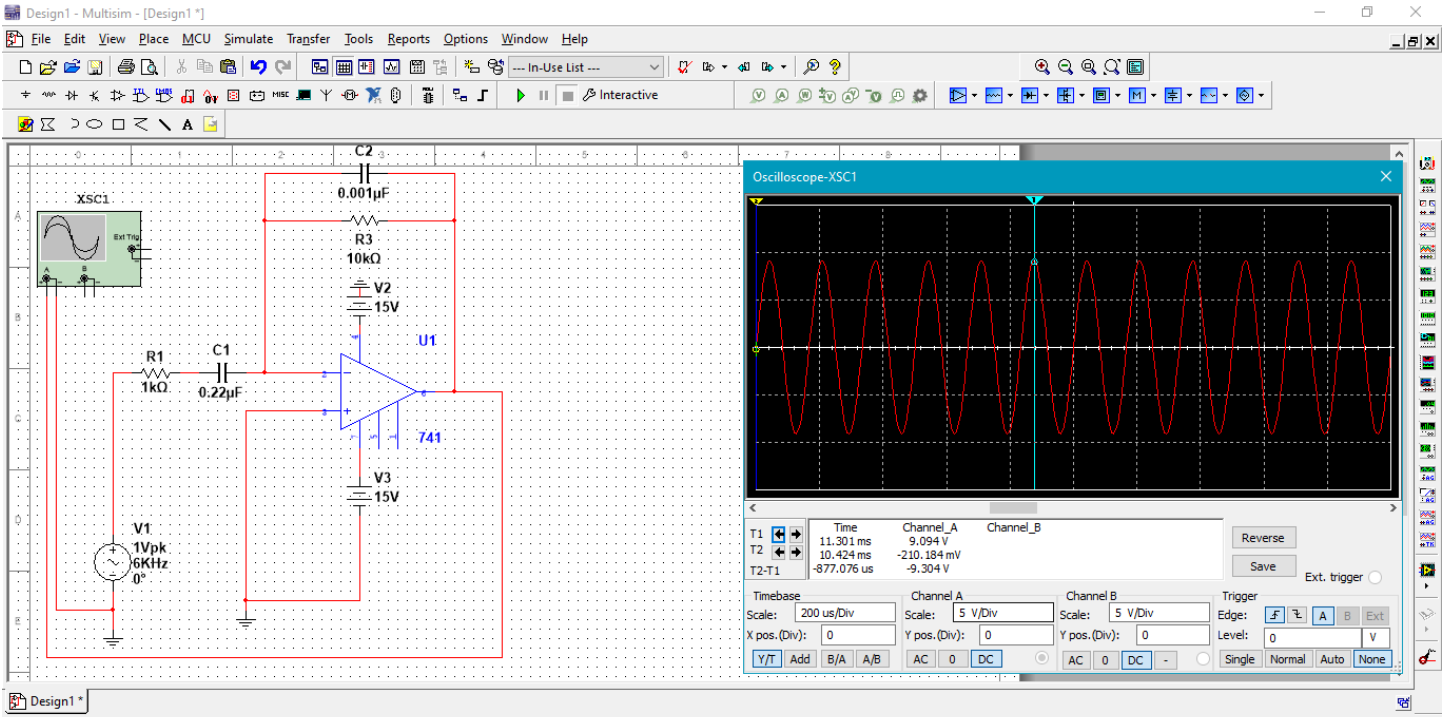 Design1 - Multisim - [Design1 *]
File Edit View Place MCU Simulate Transfer Tools Reports Options Window Help
--- In-Use List ---
MISC Interactive
A
XSC1
Ext Trig
A B
C2
0.001µF
R3
10kΩ
V2
15V
U1
R1
1kΩ
C1
0.22µF
741
V3
15V
V1
1Vpk
6KHz
0°
Oscilloscope-XSC1
Time Channel_A Channel_B
T1 11.301 ms 9.094 V
T2 10.424 ms -210.184 mV
T2-T1 -877.076 us -9.304 V
Reverse
Save
Ext. trigger
Timebase Channel A Channel B Trigger
Scale: 200 us/Div Scale: 5 V/Div Scale: 5 V/Div Edge: A B Ext
X pos.(Div): 0 Y pos.(Div): 0 Y pos.(Div): 0 Level: 0 V
Y/T Add B/A A/B AC 0 DC AC 0 DC - Single Normal Auto None
Design1 *